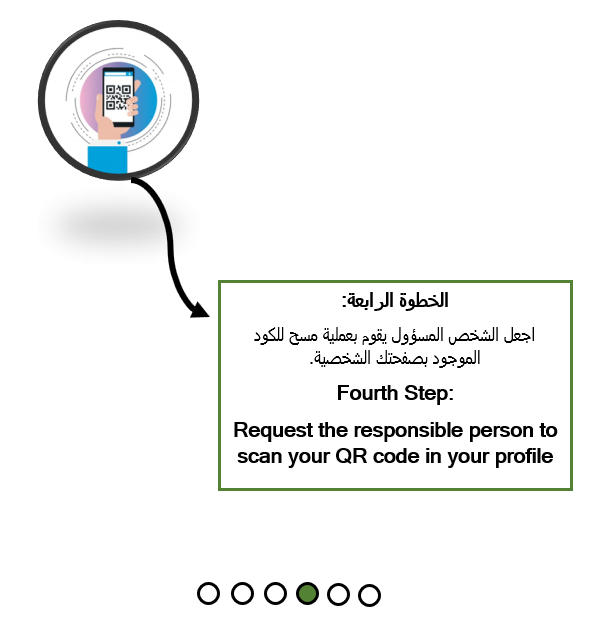 الخطوة الرابعة:
اجعل الشخص المسؤول يقوم بعملية مسح للكود
الموجود بصفحتك الشخصية.
Fourth Step:
Request the responsible person to
scan your QR code in your profile